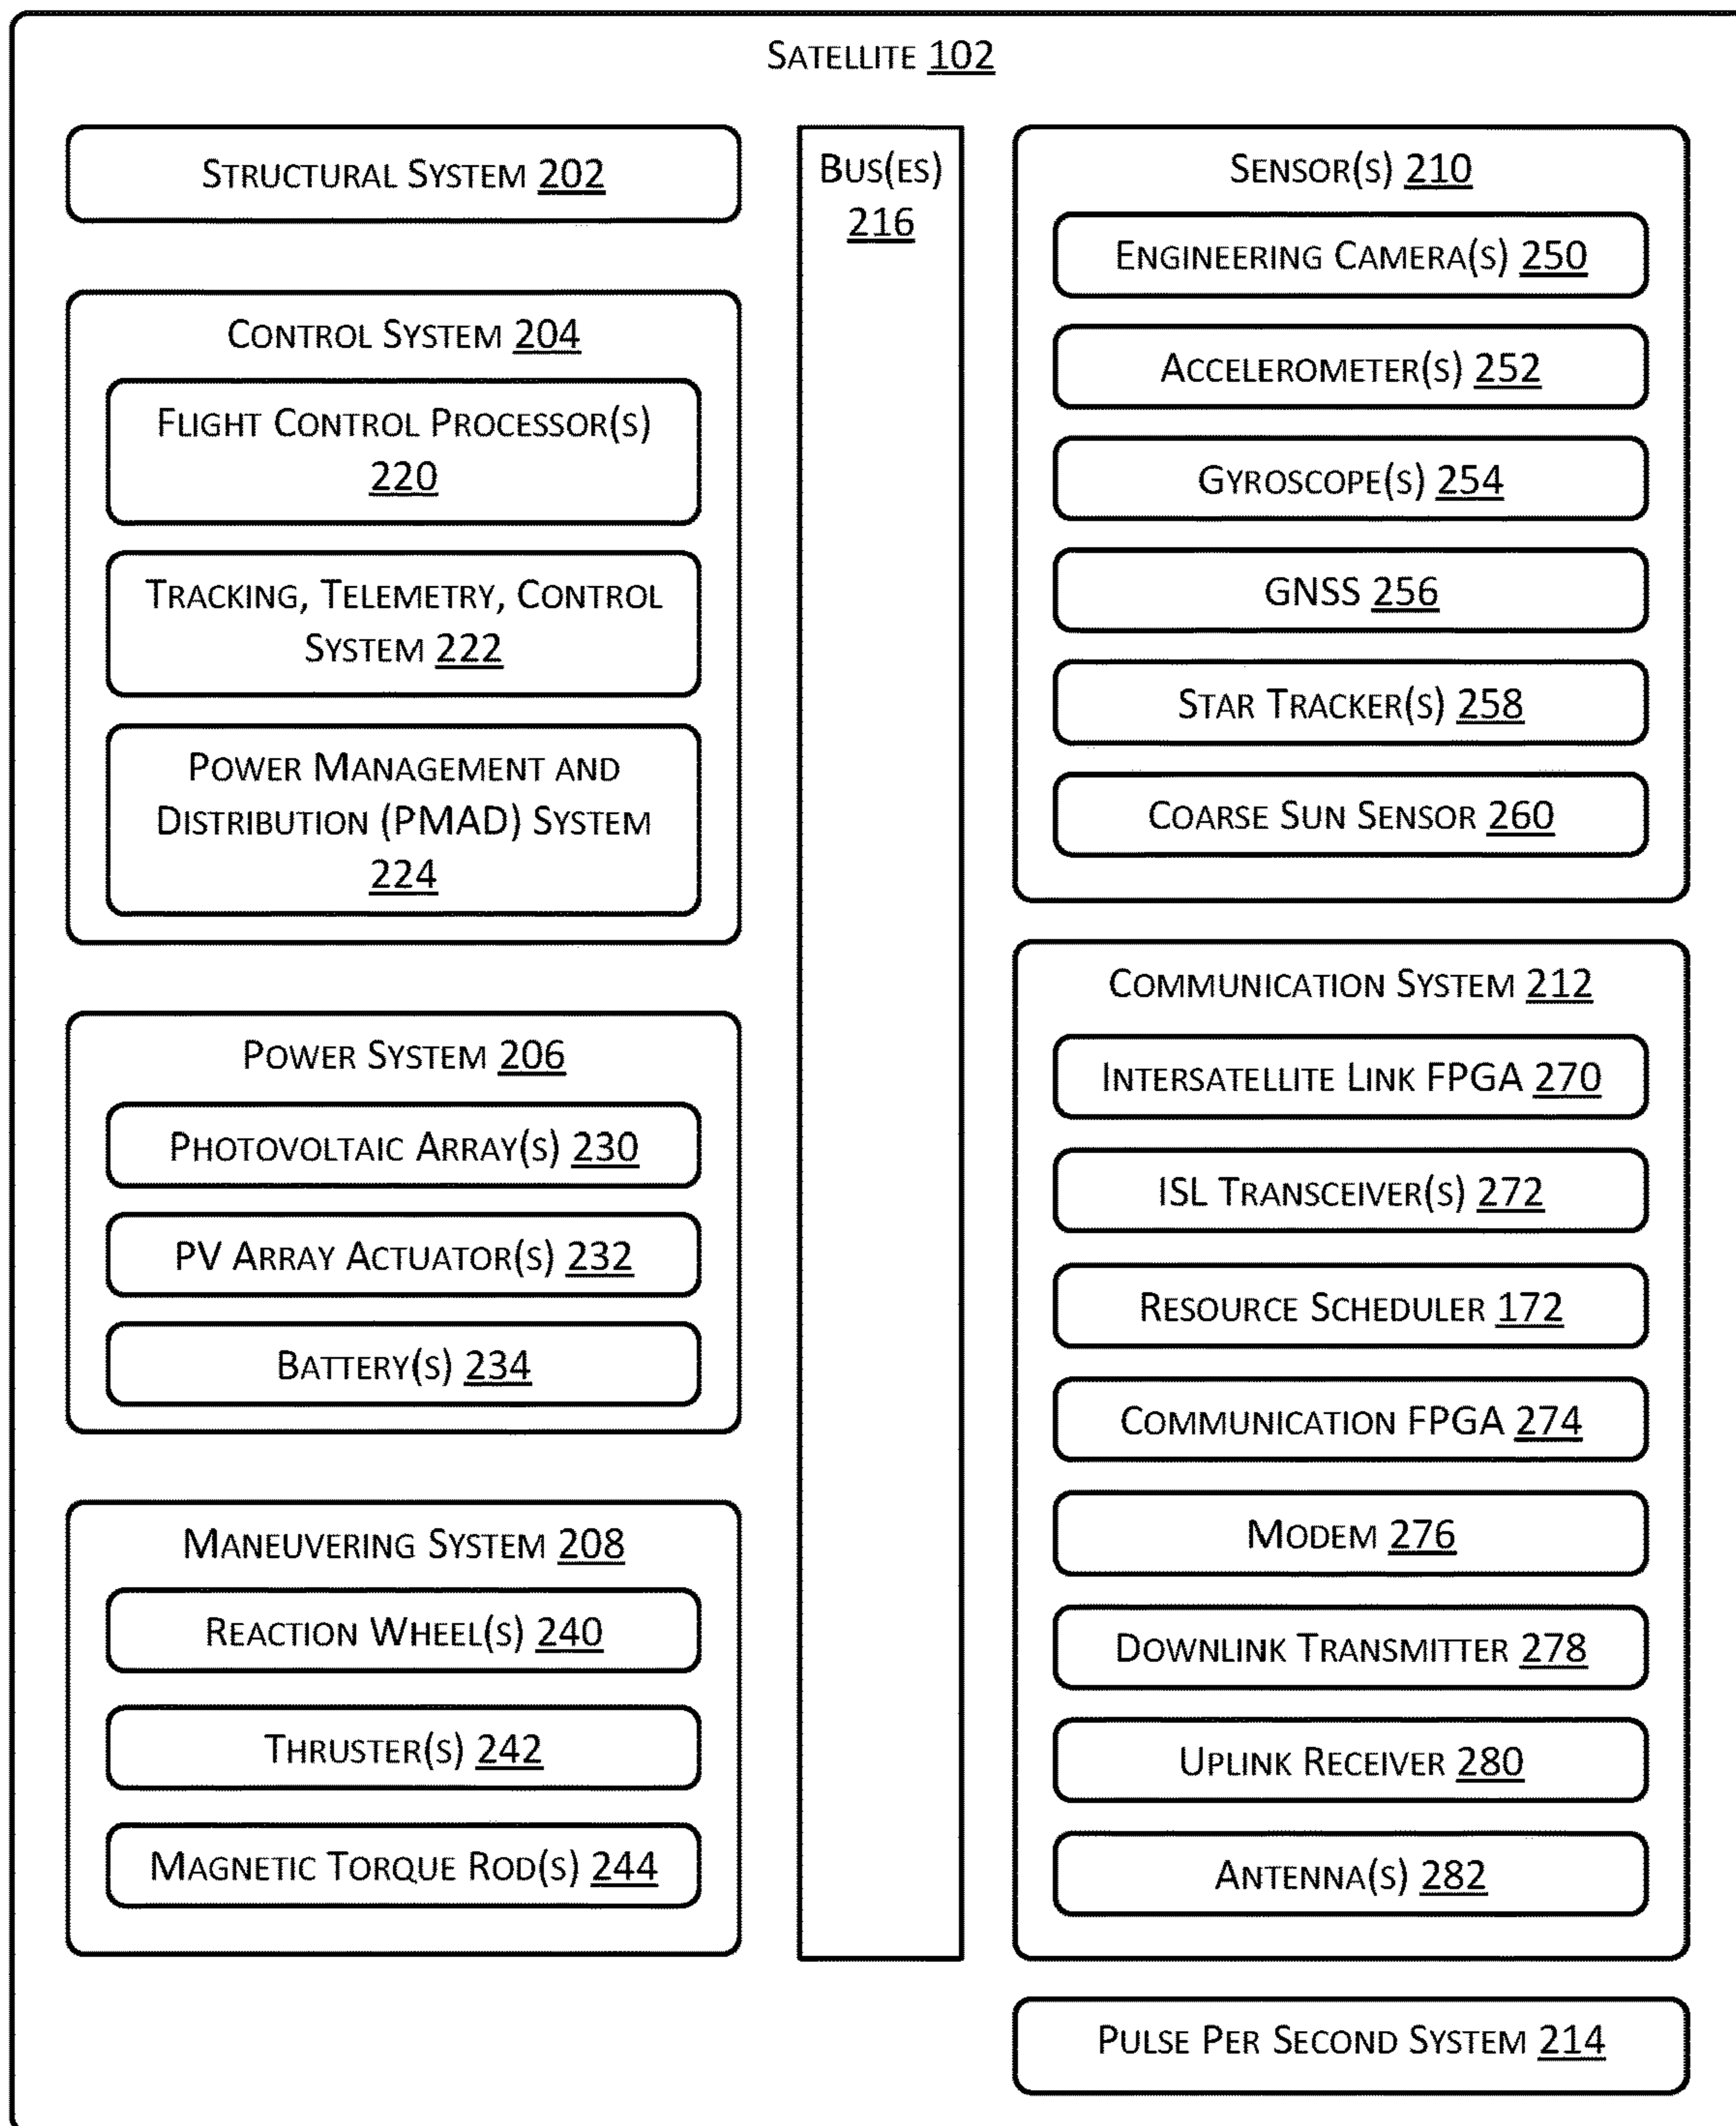 SATELLITE 102
STRUCTURAL SYSTEM 202
CONTROL SYSTEM 204
FLIGHT CONTROL PROCESSOR(S)
220
TRACKING, TELEMETRY, CONTROL
SYSTEM 222
POWER MANAGEMENT AND
DISTRIBUTION (PMAD) SYSTEM
224
POWER SYSTEM 206
PHOTOVOLTAIC ARRAY(S) 230
PV ARRAY ACTUATOR(S) 232
BATTERY(S) 234
MANEUVERING SYSTEM 208
REACTION WHEEL(S) 240
THRUSTER(S) 242
MAGNETIC TORQUE ROD(S) 244
BUS(ES)
216
SENSOR(S) 210
ENGINEERING CAMERA(S) 250
ACCELEROMETER(S) 252
GYROSCOPE(S) 254
GNSS 256
STAR TRACKER(S) 258
COARSE SUN SENSOR 260
COMMUNICATION SYSTEM 212
INTERSATELLITE LINK FPGA 270
ISL TRANSCEIVER(S) 272
RESOURCE SCHEDULER 172
COMMUNICATION FPGA 274
MODEM 276
DOWNLINK TRANSMITTER 278
UPLINK RECEIVER 280
ANTENNA(S) 282
PULSE PER SECOND SYSTEM 214